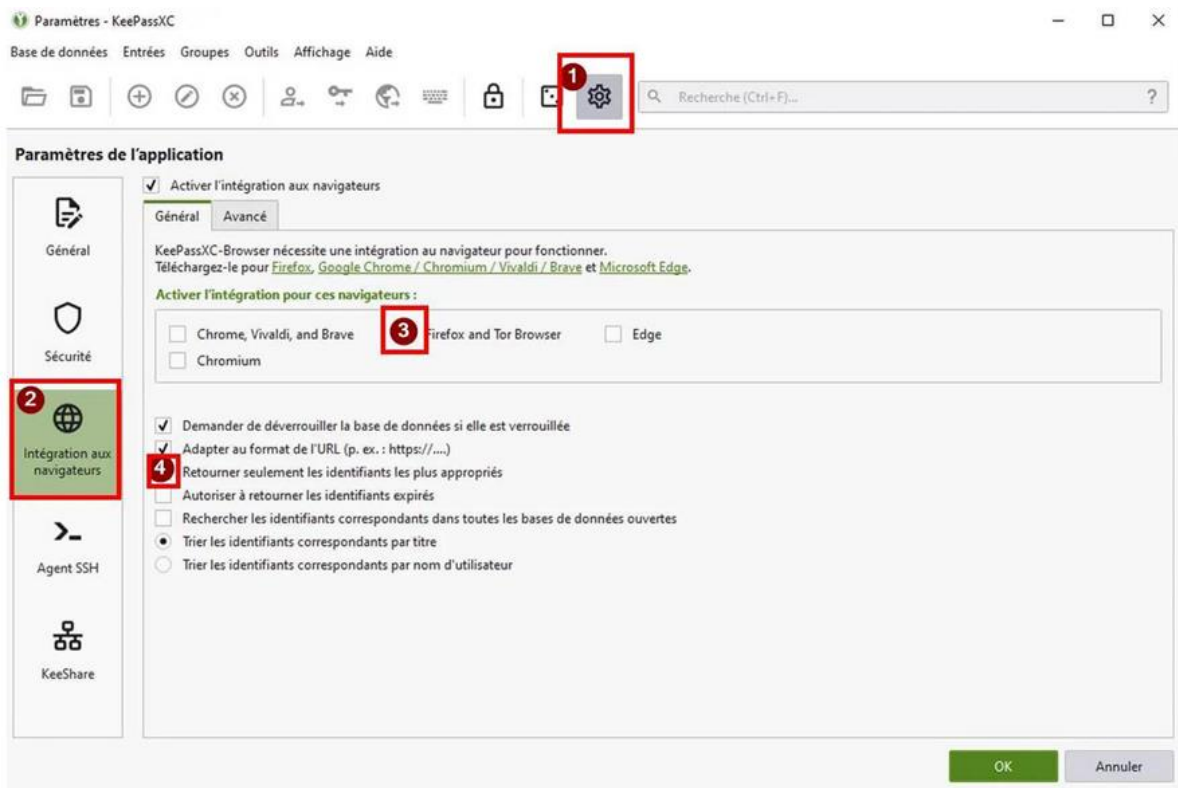 Paramètres - KeePassXC
Base de données Entrées Groupes Outils Affichage Aide
1
Recherche (Ctrl+F)... ?
Paramètres de l'application
Activer l'intégration aux navigateurs
Général Avancé
Général
KeePassXC-Browser nécessite une intégration au navigateur pour fonctionner.
Téléchargez-le pour Firefox, Google Chrome / Chromium / Vivaldi / Brave et Microsoft Edge.
Activer l'intégration pour ces navigateurs :
Chrome, Vivaldi, and Brave 3 Firefox and Tor Browser Edge
Chromium
Sécurité
2
Intégration aux
navigateurs
Demander de déverrouiller la base de données si elle est verrouillée
Adapter au format de l'URL (p. ex. : https://....)
4 Retourner seulement les identifiants les plus appropriés
Autoriser à retourner les identifiants expirés
Rechercher les identifiants correspondants dans toutes les bases de données ouvertes
Trier les identifiants correspondants par titre
Trier les identifiants correspondants par nom d'utilisateur
Agent SSH
KeeShare
OK Annuler